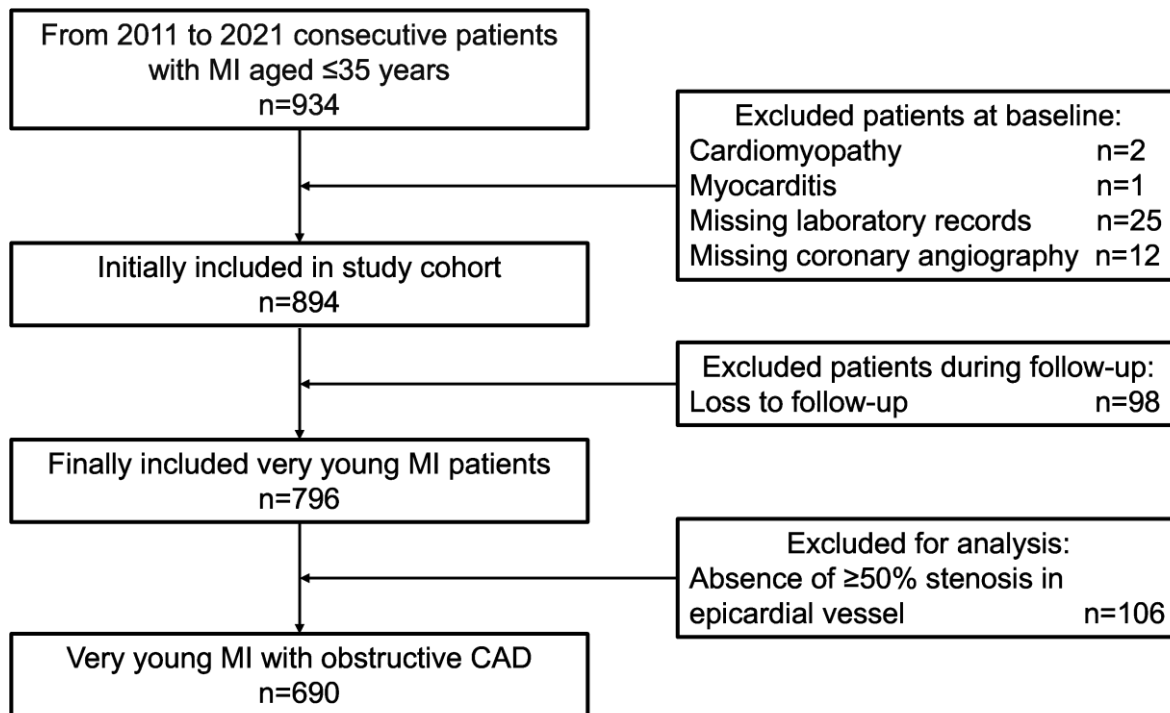 From 2011 to 2021 consecutive patients
with MI aged ≤35 years
n=934
Excluded patients at baseline:
Cardiomyopathy n=2
Myocarditis n=1
Missing laboratory records n=25
Missing coronary angiography n=12
Initially included in study cohort
n=894
Excluded patients during follow-up:
Loss to follow-up n=98
Finally included very young MI patients
n=796
Excluded for analysis:
Absence of ≥50% stenosis in
epicardial vessel n=106
Very young MI with obstructive CAD
n=690